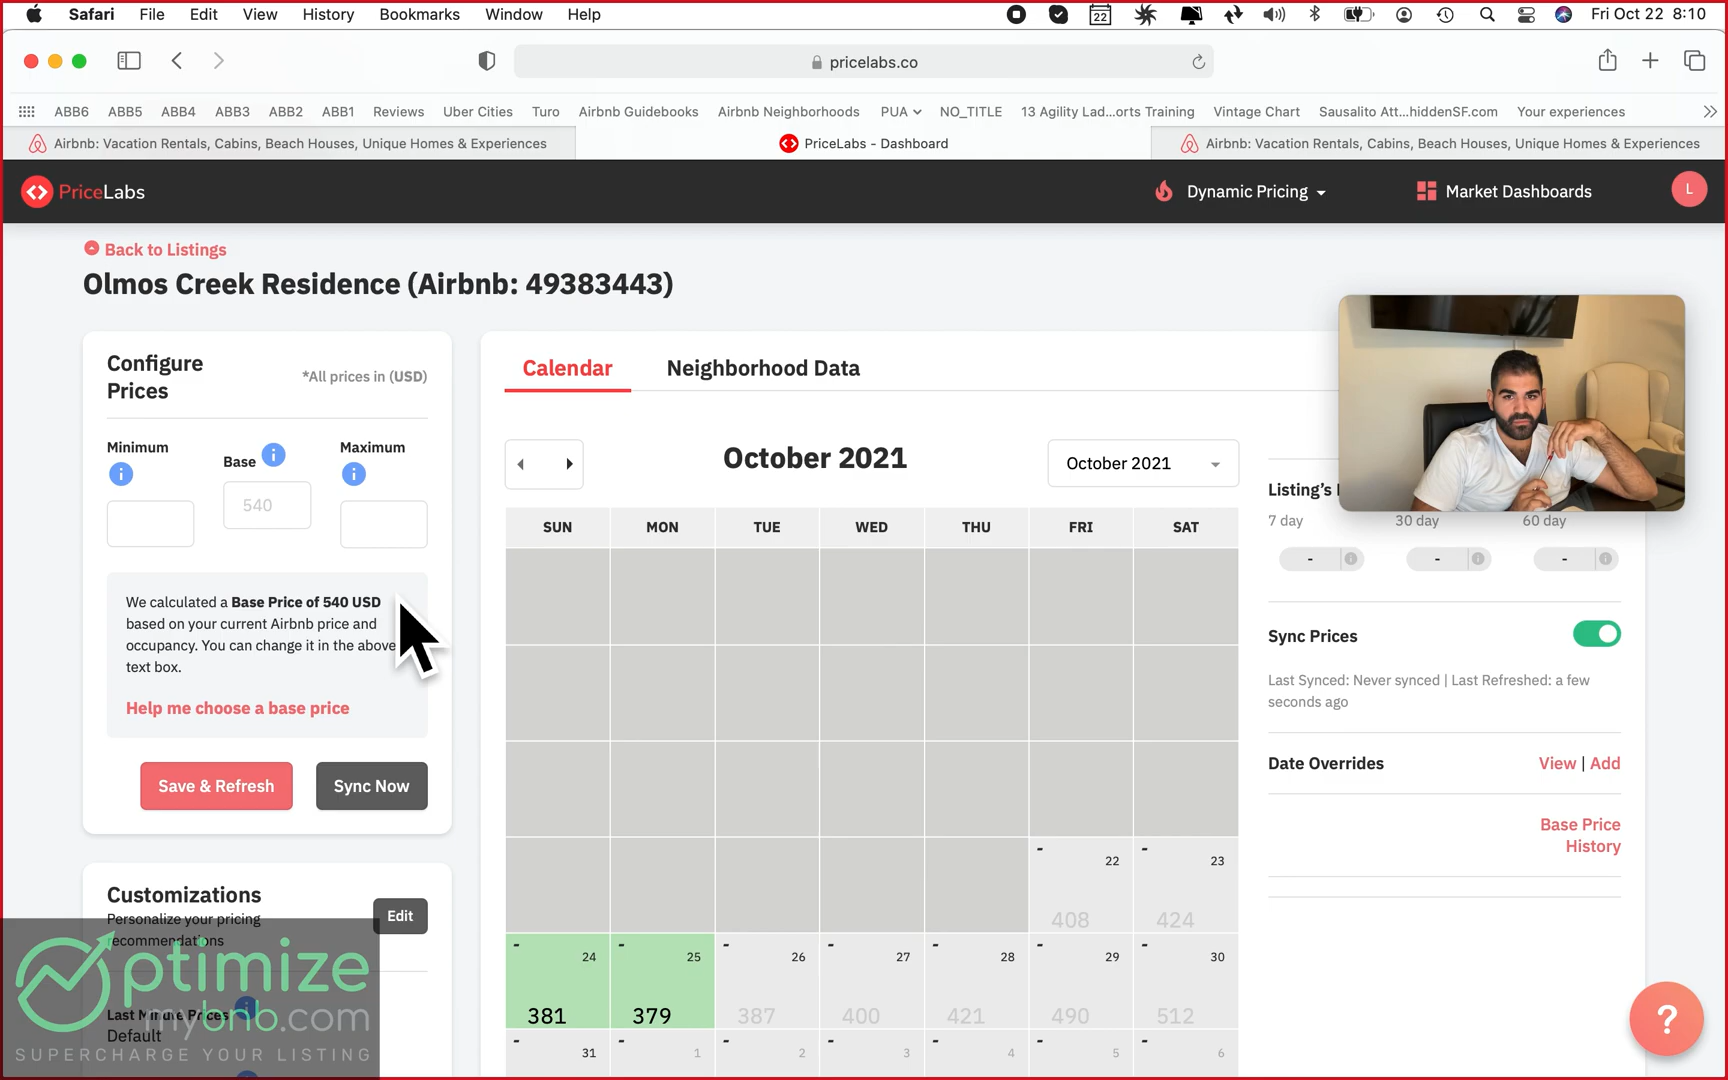 Safari File Edit View History Bookmarks Window Help 22 Fri Oct 22 8:10
pricelabs.co
ABB6 ABB5 ABB4 ABB3 ABB2 ABB1 Reviews Uber Cities Turo Airbnb Guidebooks Airbnb Neighborhoods PUA NO_TITLE 13 Agility Lad...orts Training Vintage Chart Sausalito Att...hiddenSF.com Your experiences
Airbnb: Vacation Rentals, Cabins, Beach Houses, Unique Homes & Experiences PriceLabs - Dashboard Airbnb: Vacation Rentals, Cabins, Beach Houses, Unique Homes & Experiences
PriceLabs Dynamic Pricing Market Dashboards L
Back to Listings
Olmos Creek Residence (Airbnb: 49383443)
Configure
Prices
*All prices in (USD)
Minimum Base Maximum
540
We calculated a Base Price of 540 USD
based on your current Airbnb price and
occupancy. You can change it in the above
text box.
Help me choose a base price
Save & Refresh Sync Now
Customizations
Personalize your pricing
recommendations
Edit
Last Minute Prices
Default
Optimize
mybnb.com
SUPERCHARGE YOUR LISTING
Calendar Neighborhood Data
October 2021 October 2021
SUN MON TUE WED THU FRI SAT
- 22 - 23
408 424
- 24 - 25 - 26 - 27 - 28 - 29 - 30
381 379 387 400 421 490 512
- 31 - 1 - 2 - 3 - 4 - 5 - 6
Listing's
7 day 30 day 60 day
- - -
Sync Prices
Last Synced: Never synced | Last Refreshed: a few
seconds ago
Date Overrides View | Add
Base Price
History
?